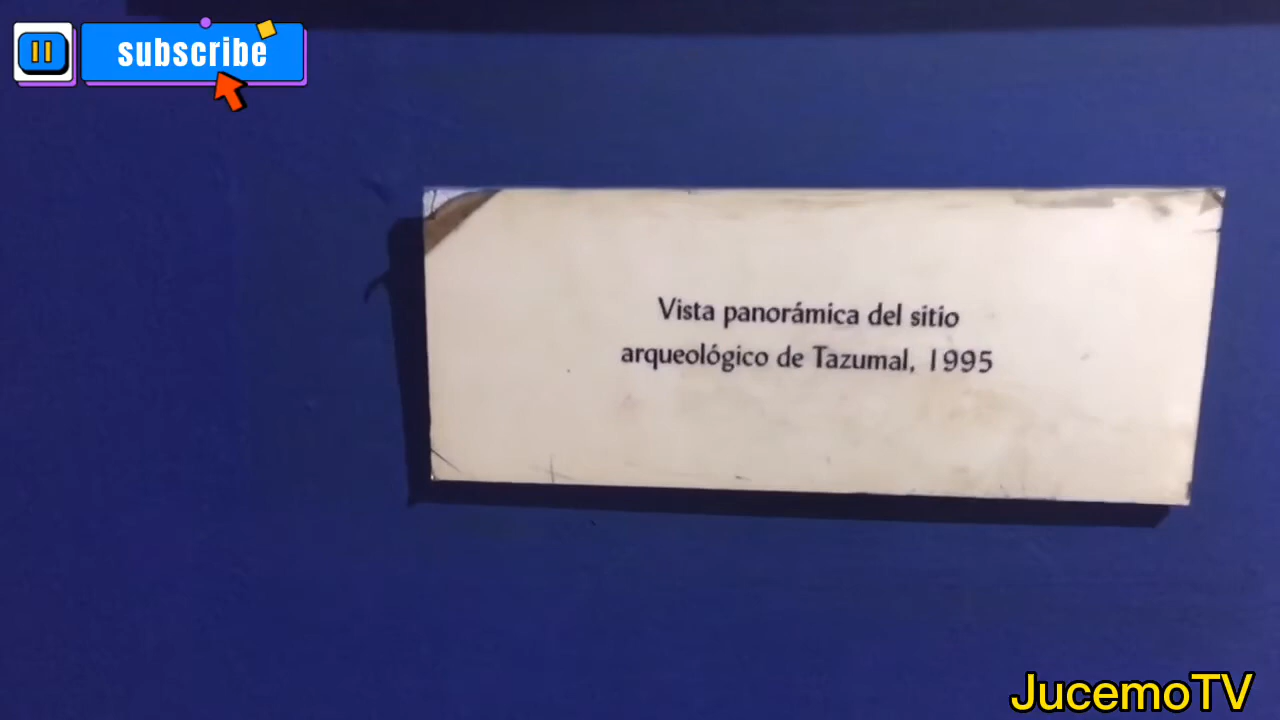 subscribe
Vista panorámica del sitio
arqueológico de Tazumal, 1995
JucemoTV